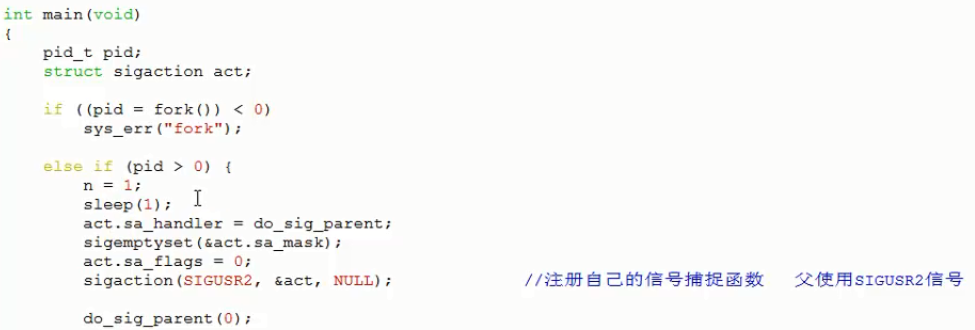 int main(void)
{
pid_t pid;
struct sigaction act;
if ((pid = fork()) < 0)
sys_err("fork");
else if (pid > 0) {
n = 1;
sleep(1);
act.sa_handler = do_sig_parent;
sigemptyset(&act.sa_mask);
act.sa_flags = 0;
sigaction(SIGUSR2, &act, NULL); //注册自己的信号捕捉函数 父使用SIGUSR2信号
do_sig_parent(0);